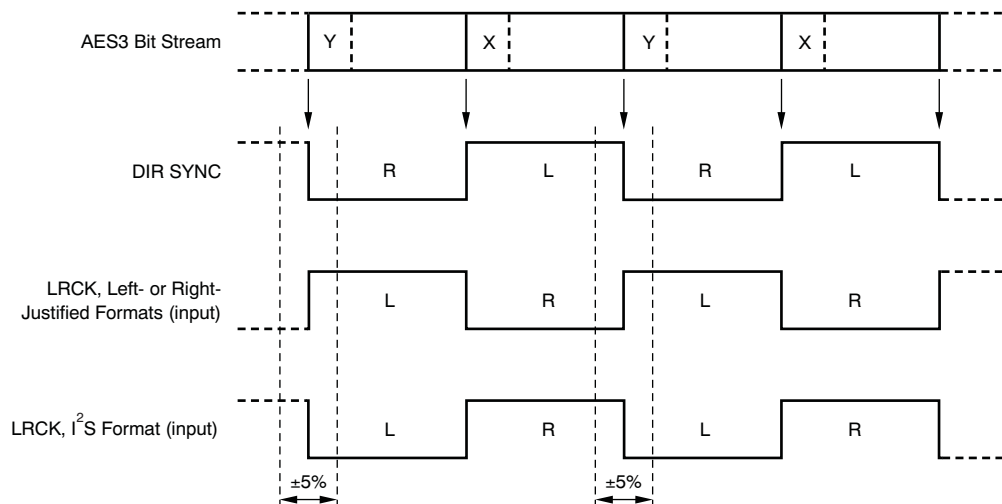 AES3 Bit Stream
Y X Y X
DIR SYNC
R L R L
LRCK, Left- or Right-
Justified Formats (input)
L R L R
LRCK, I²S Format (input)
L R L R
±5% ±5%